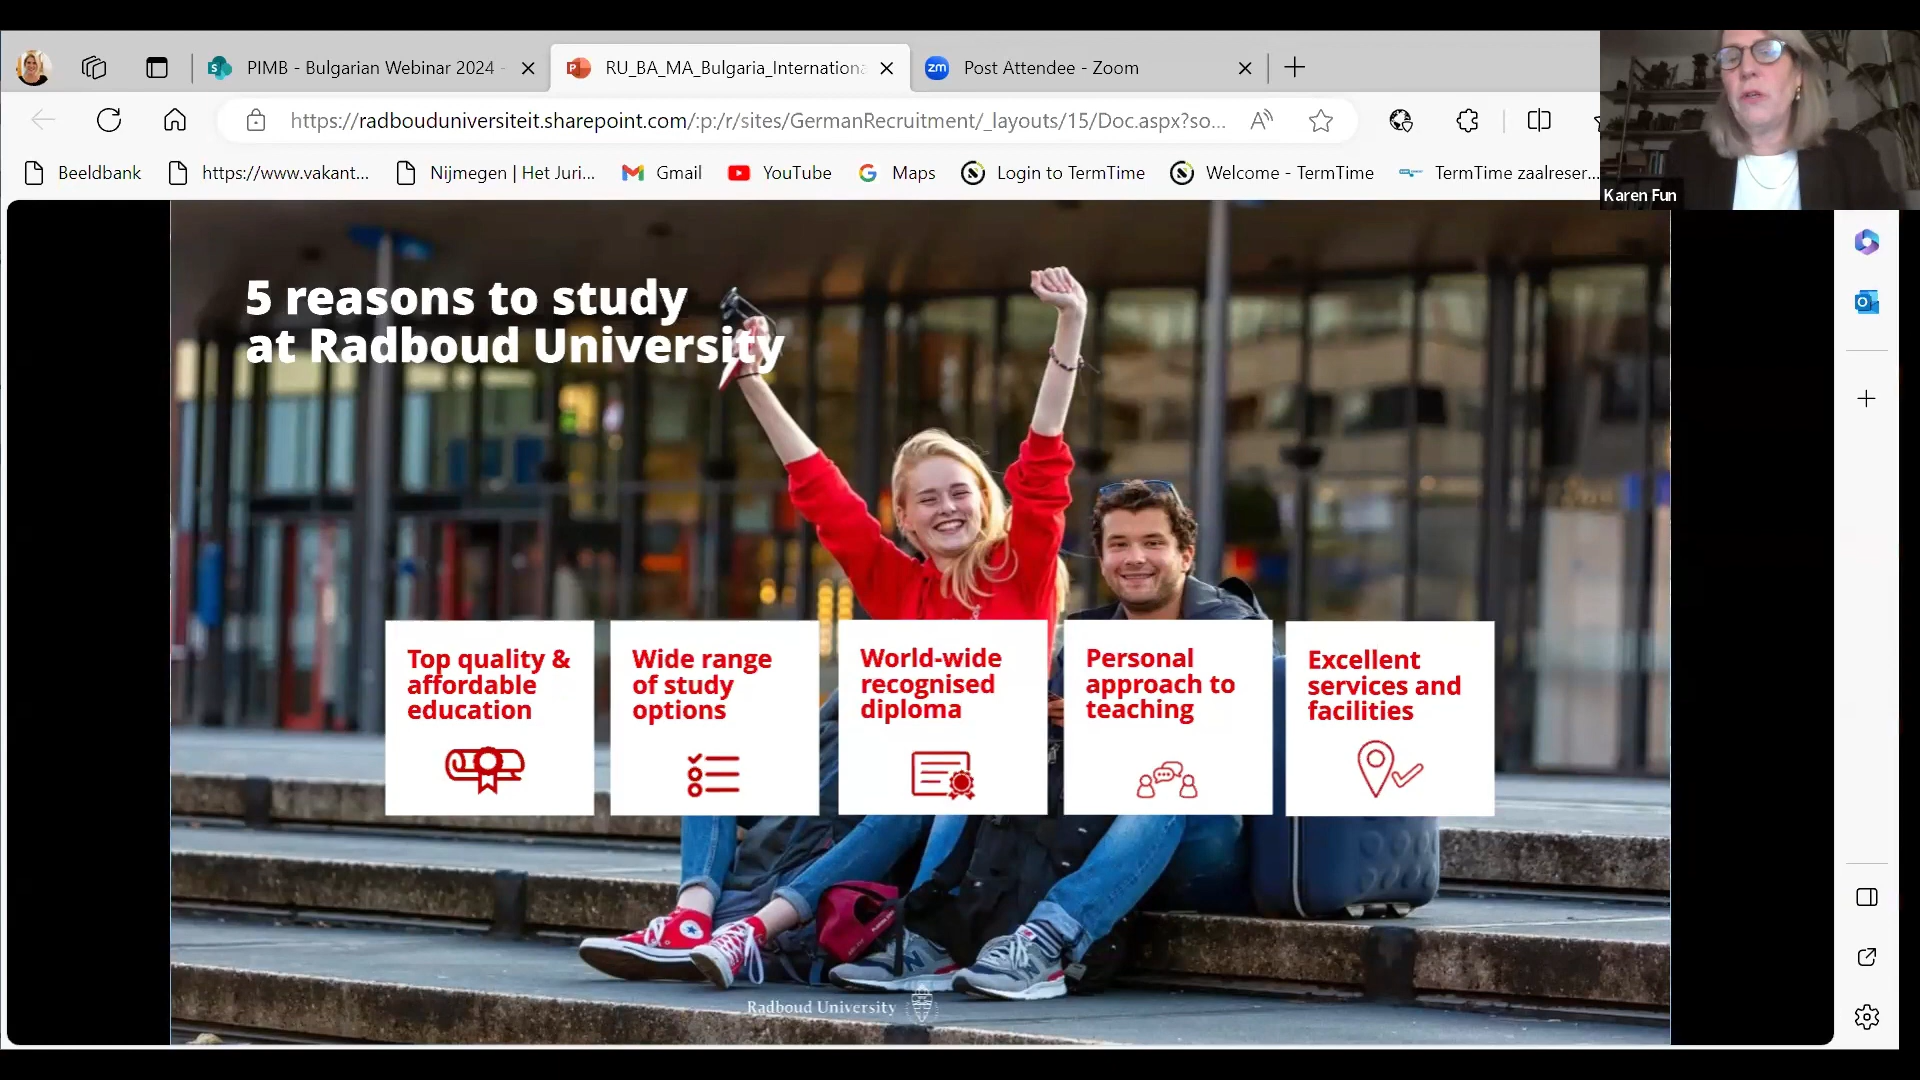 PIMB - Bulgarian Webinar 2024 -
RU_BA_MA_Bulgaria_Internationa
zm
Post Attendee - Zoom
https://radbouduniversiteit.sharepoint.com/:p:/r/sites/GermanRecruitment/_layouts/15/Doc.aspx?so...
Beeldbank
https://www.vakant...
Nijmegen | Het Juri...
Gmail
YouTube
Maps
Login to TermTime
Welcome - TermTime
TermTime zaalreser...
Karen Fun
5 reasons to study
at Radboud University
Top quality &
affordable
education
Wide range
of study
options
World-wide
recognised
diploma
Personal
approach to
teaching
Excellent
services and
facilities
Radboud University